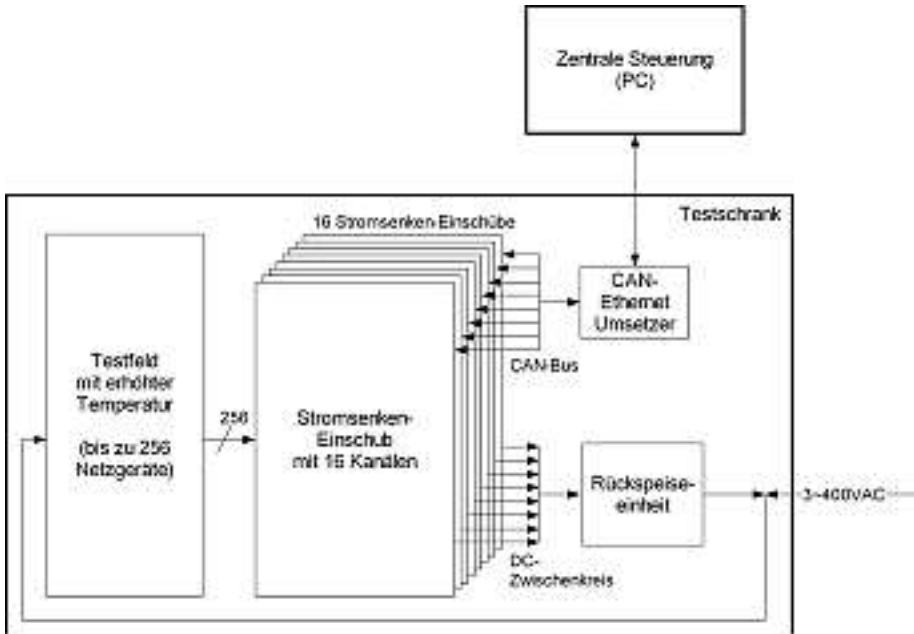 Zentrale Steuerung
(PC)
Testschrank
16 Stromsenken-Einschübe
CAN-
Ethernet
Umsetzer
CAN-Bus
Testfeld
mit erhöhter
Temperatur
(bis zu 256
Netzgeräte)
256
Stromsenken-
Einschub
mit 16 Kanälen
Rückspeise-
einheit
3~400VAC
DC-
Zwischenkreis